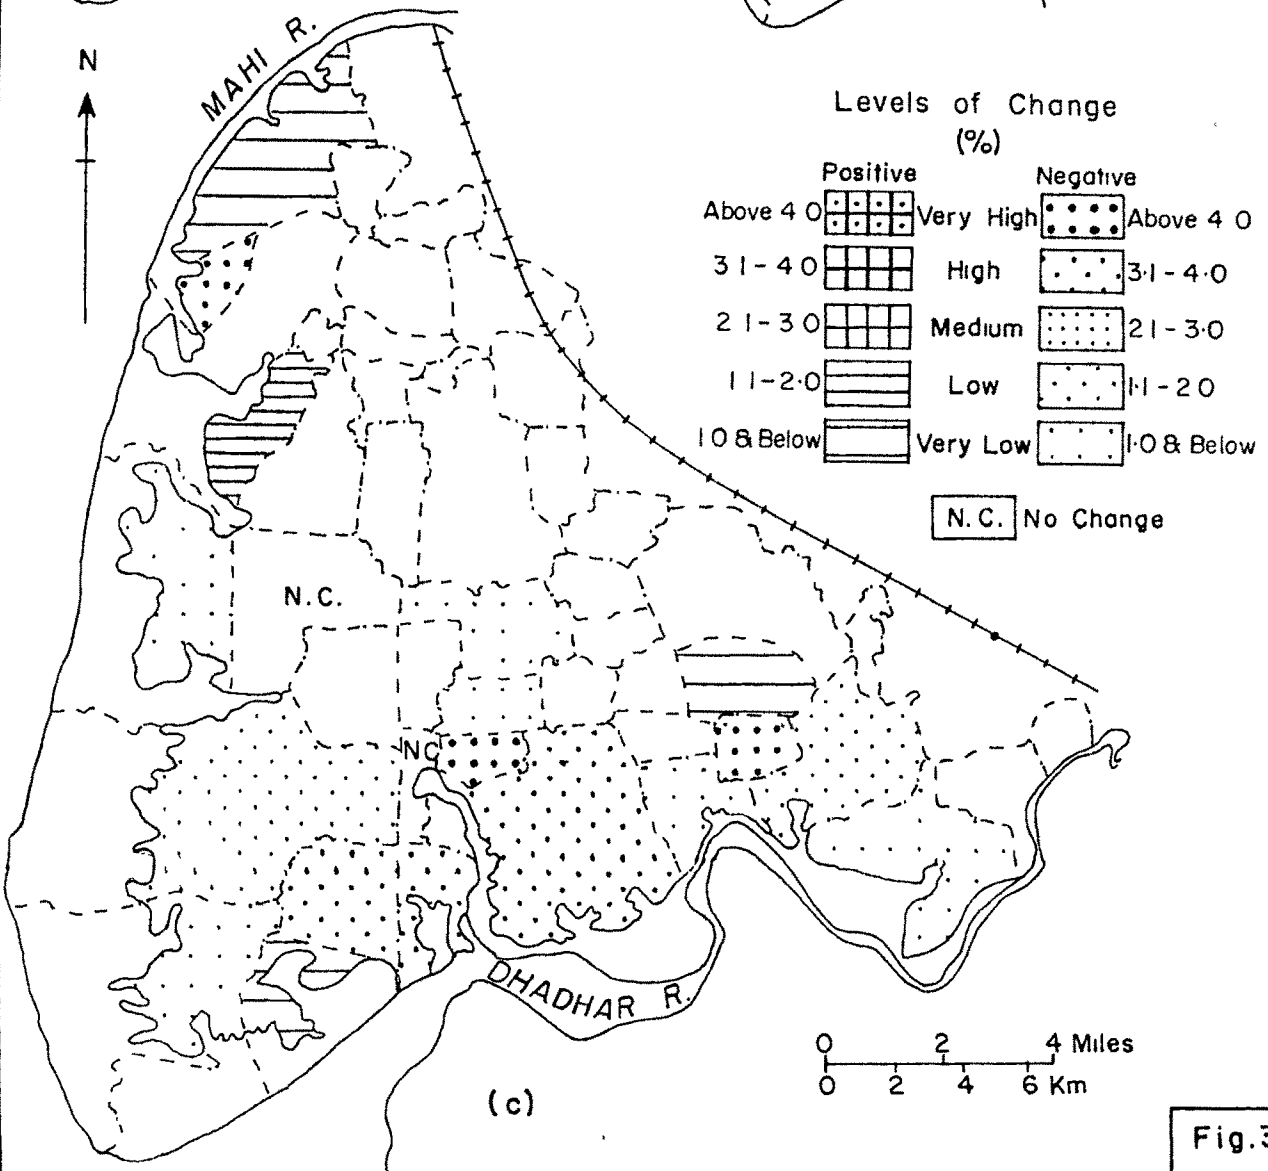 MAHI R.
N
Levels of Change
(%)
Positive Negative
Above 4 0 Very High Above 4 0
3 1 - 4 0 High 3·1 - 4·0
2 1 - 3 0 Medium 2 1 - 3·0
1 1 - 2·0 Low 1·1 - 2 0
1 0 & Below Very Low 1·0 & Below
N.C. No Change
N.C.
NC
DHADHAR R.
0 2 4 Miles
0 2 4 6 Km
(c)
Fig.3